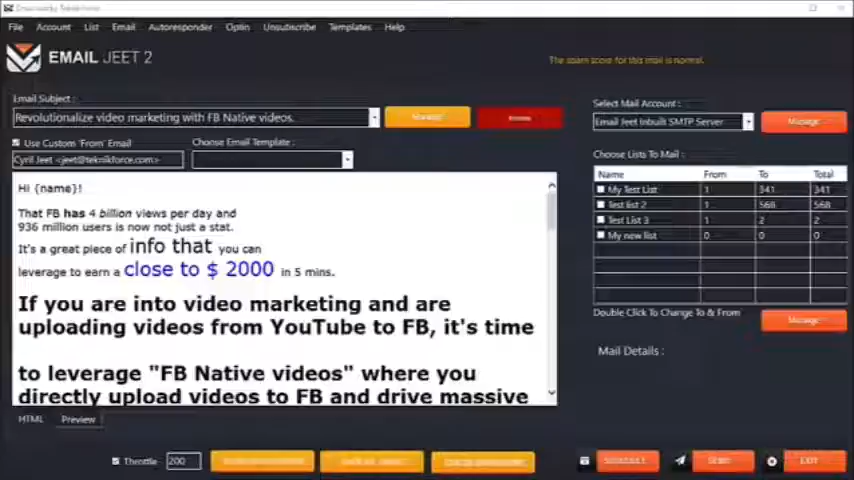 File Account List Email Autoresponder Optin Unsubscribe Templates Help
EMAIL JEET 2
The spam score for this mail is normal.
Email Subject :
Revolutionalize video marketing with FB Native videos.
Select Mail Account :
Email Jeet Inbuilt SMTP Server
Manage
Use Custom 'From' Email
Choose Email Template :
Cyril Jeet <jeet@teknikforce.com>
Choose Lists To Mail :
Name From To Total
My Test List 1 341 341
Test list 2 1 568 568
Test List 3 1 2 2
My new list 0 0 0
Hi {name}!
That FB has 4 billion views per day and
936 million users is now not just a stat.
It's a great piece of info that you can
leverage to earn a close to $ 2000 in 5 mins.
If you are into video marketing and are
uploading videos from YouTube to FB, it's time
to leverage "FB Native videos" where you
directly upload videos to FB and drive massive
Double Click To Change To & From
Manage
Mail Details :
HTML Preview
Throttle 200
SCHEDULE
SEND
EXIT